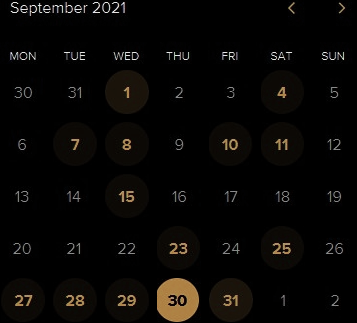 September 2021
MON TUE WED THU FRI SAT SUN
30 31 1 2 3 4 5
6 7 8 9 10 11 12
13 14 15 16 17 18 19
20 21 22 23 24 25 26
27 28 29 30 31 1 2